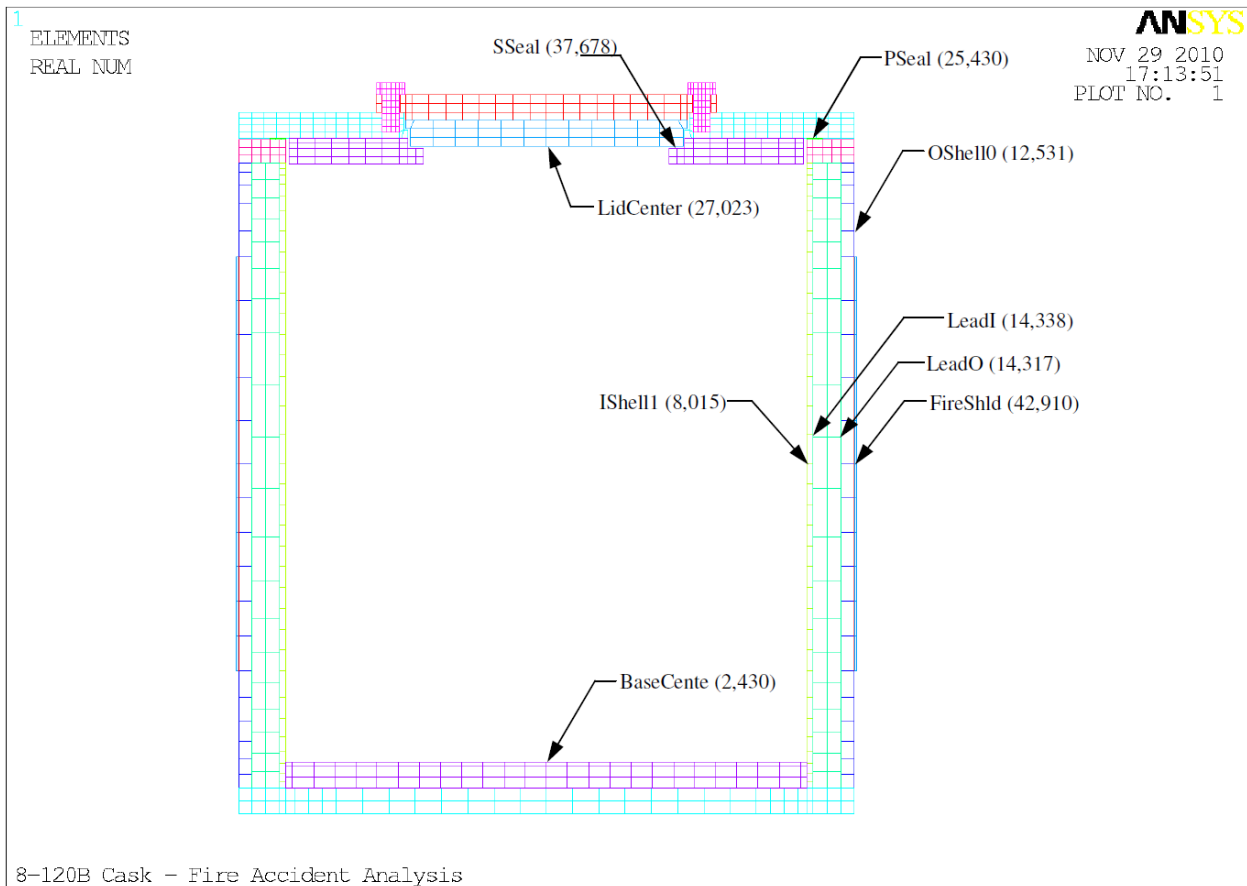 1
ELEMENTS
REAL NUM
ANSYS
NOV 29 2010
17:13:51
PLOT NO. 1
SSeal (37,678)
PSeal (25,430)
OShell0 (12,531)
LidCenter (27,023)
LeadI (14,338)
LeadO (14,317)
IShell1 (8,015)
FireShld (42,910)
BaseCente (2,430)
8-120B Cask - Fire Accident Analysis